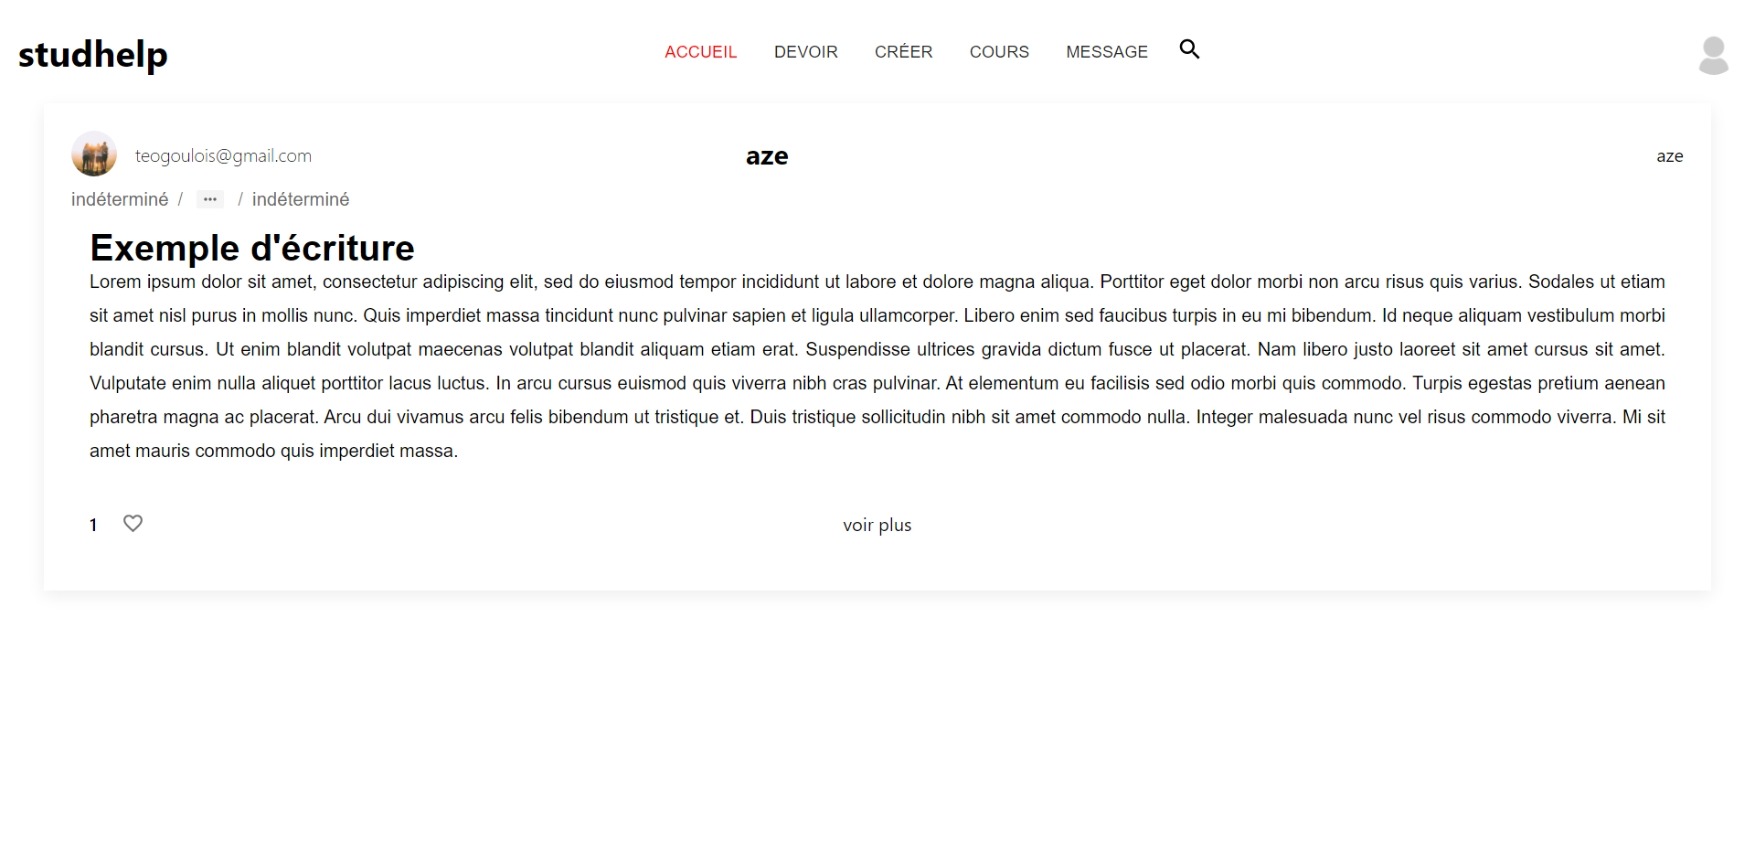 studhelp
ACCUEIL DEVOIR CRÉER COURS MESSAGE
teogoulois@gmail.com aze aze
indéterminé / ••• / indéterminé
Exemple d'écriture
Lorem ipsum dolor sit amet, consectetur adipiscing elit, sed do eiusmod tempor incididunt ut labore et dolore magna aliqua. Porttitor eget dolor morbi non arcu risus quis varius. Sodales ut etiam
sit amet nisl purus in mollis nunc. Quis imperdiet massa tincidunt nunc pulvinar sapien et ligula ullamcorper. Libero enim sed faucibus turpis in eu mi bibendum. Id neque aliquam vestibulum morbi
blandit cursus. Ut enim blandit volutpat maecenas volutpat blandit aliquam etiam erat. Suspendisse ultrices gravida dictum fusce ut placerat. Nam libero justo laoreet sit amet cursus sit amet.
Vulputate enim nulla aliquet porttitor lacus luctus. In arcu cursus euismod quis viverra nibh cras pulvinar. At elementum eu facilisis sed odio morbi quis commodo. Turpis egestas pretium aenean
pharetra magna ac placerat. Arcu dui vivamus arcu felis bibendum ut tristique et. Duis tristique sollicitudin nibh sit amet commodo nulla. Integer malesuada nunc vel risus commodo viverra. Mi sit
amet mauris commodo quis imperdiet massa.
1 voir plus